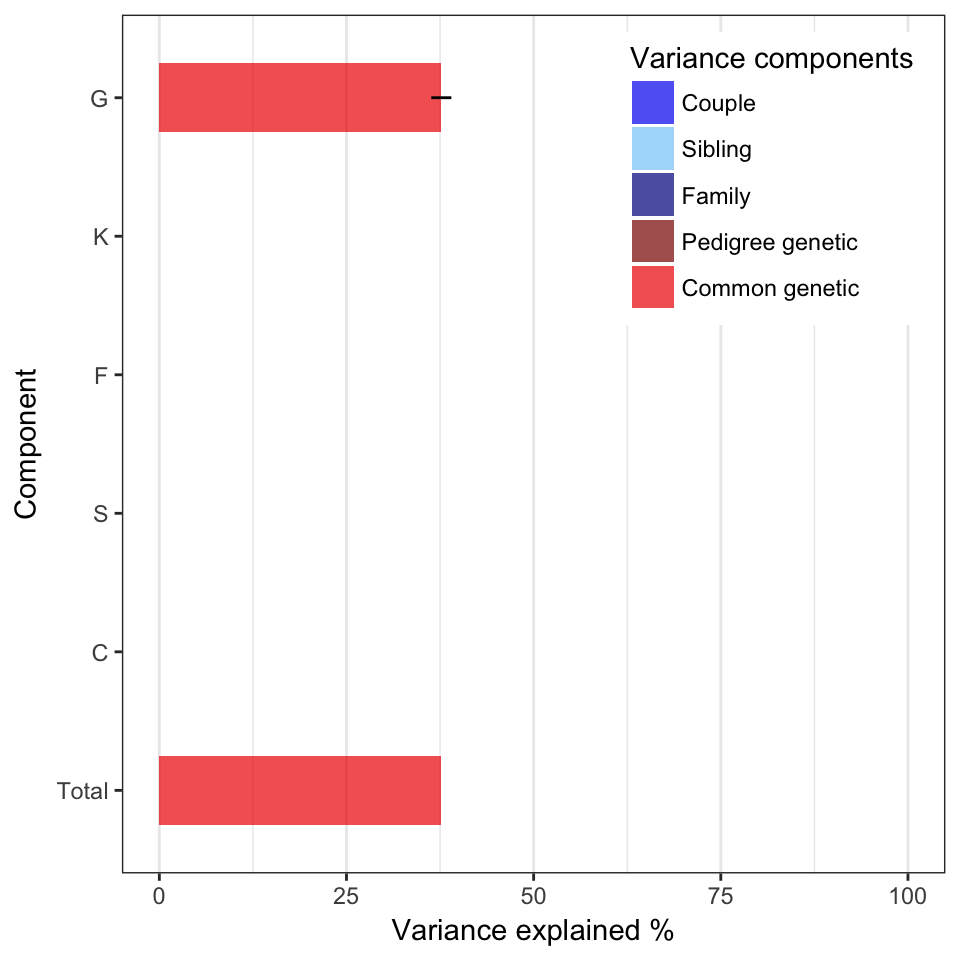 Variance components
Couple
Sibling
Family
Pedigree genetic
Common genetic
G
K
F
S
C
Total
Component
0 25 50 75 100
Variance explained %